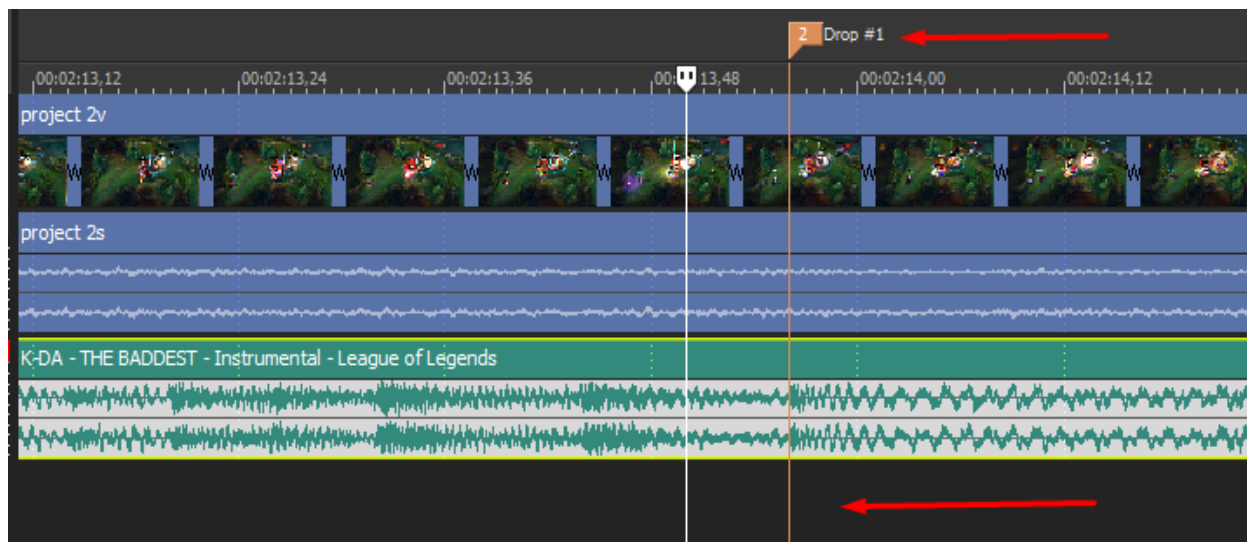 2 Drop #1
00:02:13,12 00:02:13,24 00:02:13,36 00: 13,48 00:02:14,00 00:02:14,12
project 2v
project 2s
K-DA - THE BADDEST - Instrumental - League of Legends